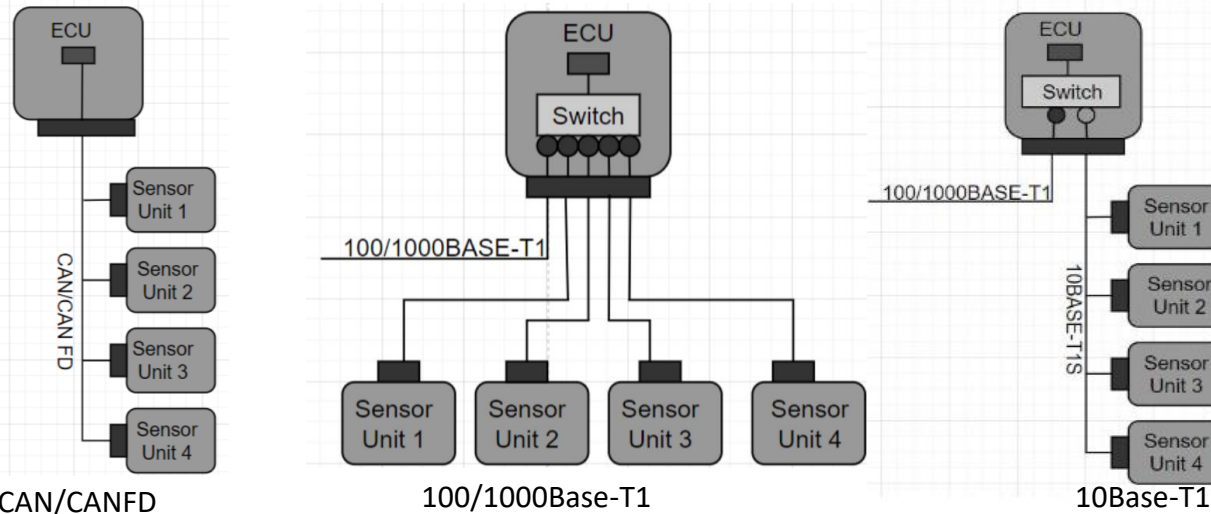 ECU
Sensor
Unit 1
Sensor
Unit 2
Sensor
Unit 3
Sensor
Unit 4
CAN/CAN FD
CAN/CANFD
ECU
Switch
100/1000BASE-T1
Sensor
Unit 1
Sensor
Unit 2
Sensor
Unit 3
Sensor
Unit 4
100/1000Base-T1
ECU
Switch
100/1000BASE-T1
10BASE-T1S
Sensor
Unit 1
Sensor
Unit 2
Sensor
Unit 3
Sensor
Unit 4
10Base-T1